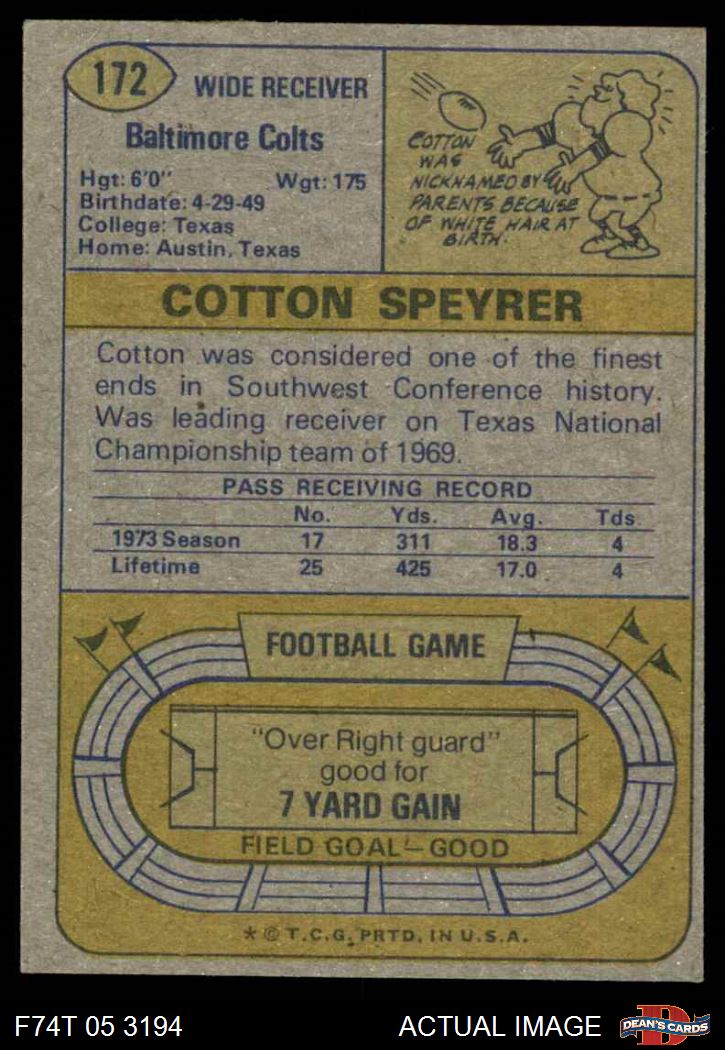 172
WIDE RECEIVER
Baltimore Colts
Hgt: 6'0" Wgt: 175
Birthdate: 4-29-49
College: Texas
Home: Austin, Texas
COTTON
WAS
NICKNAMED BY
PARENTS BECAUSE
OF WHITE HAIR AT
BIRTH.
COTTON SPEYRER
Cotton was considered one of the finest
ends in Southwest Conference history.
Was leading receiver on Texas National
Championship team of 1969.
PASS RECEIVING RECORD
No. Yds. Avg. Tds.
1973 Season 17 311 18.3 4
Lifetime 25 425 17.0 4
FOOTBALL GAME
"Over Right guard"
good for
7 YARD GAIN
FIELD GOAL—GOOD
* © T.C.G. PRTD. IN U.S.A.
F74T 05 3194 ACTUAL IMAGE
D
DEAN'S CARDS